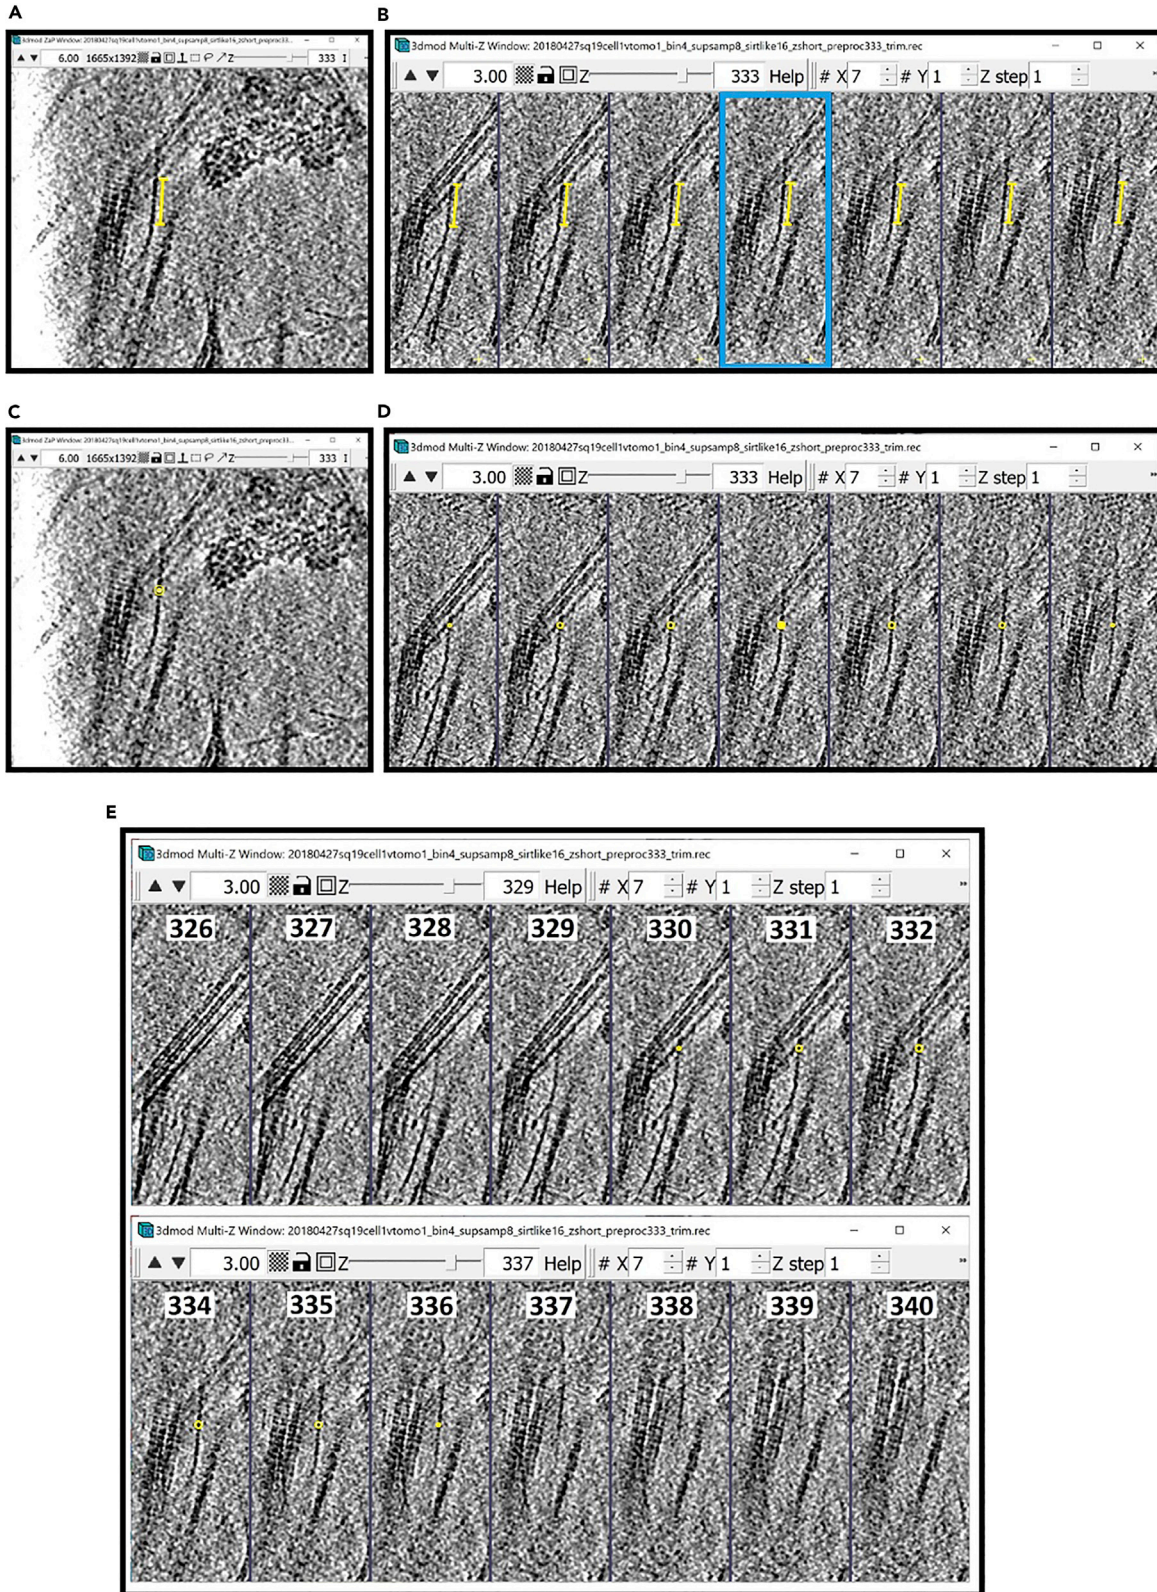 A
B
3dmod ZaP Window: 20180427sq19cell1vtomo1_bin4_supsamp8_sirtlike16_zshort_preproc333...
6.00 1665x1392 Z 333 I
3dmod Multi-Z Window: 20180427sq19cell1vtomo1_bin4_supsamp8_sirtlike16_zshort_preproc333_trim.rec
3.00 Z 333 Help # X 7 # Y 1 Z step 1
C
D
3dmod ZaP Window: 20180427sq19cell1vtomo1_bin4_supsamp8_sirtlike16_zshort_preproc333...
6.00 1665x1392 Z 333 I
3dmod Multi-Z Window: 20180427sq19cell1vtomo1_bin4_supsamp8_sirtlike16_zshort_preproc333_trim.rec
3.00 Z 333 Help # X 7 # Y 1 Z step 1
E
3dmod Multi-Z Window: 20180427sq19cell1vtomo1_bin4_supsamp8_sirtlike16_zshort_preproc333_trim.rec
3.00 Z 329 Help # X 7 # Y 1 Z step 1
326 327 328 329 330 331 332
3dmod Multi-Z Window: 20180427sq19cell1vtomo1_bin4_supsamp8_sirtlike16_zshort_preproc333_trim.rec
3.00 Z 337 Help # X 7 # Y 1 Z step 1
334 335 336 337 338 339 340